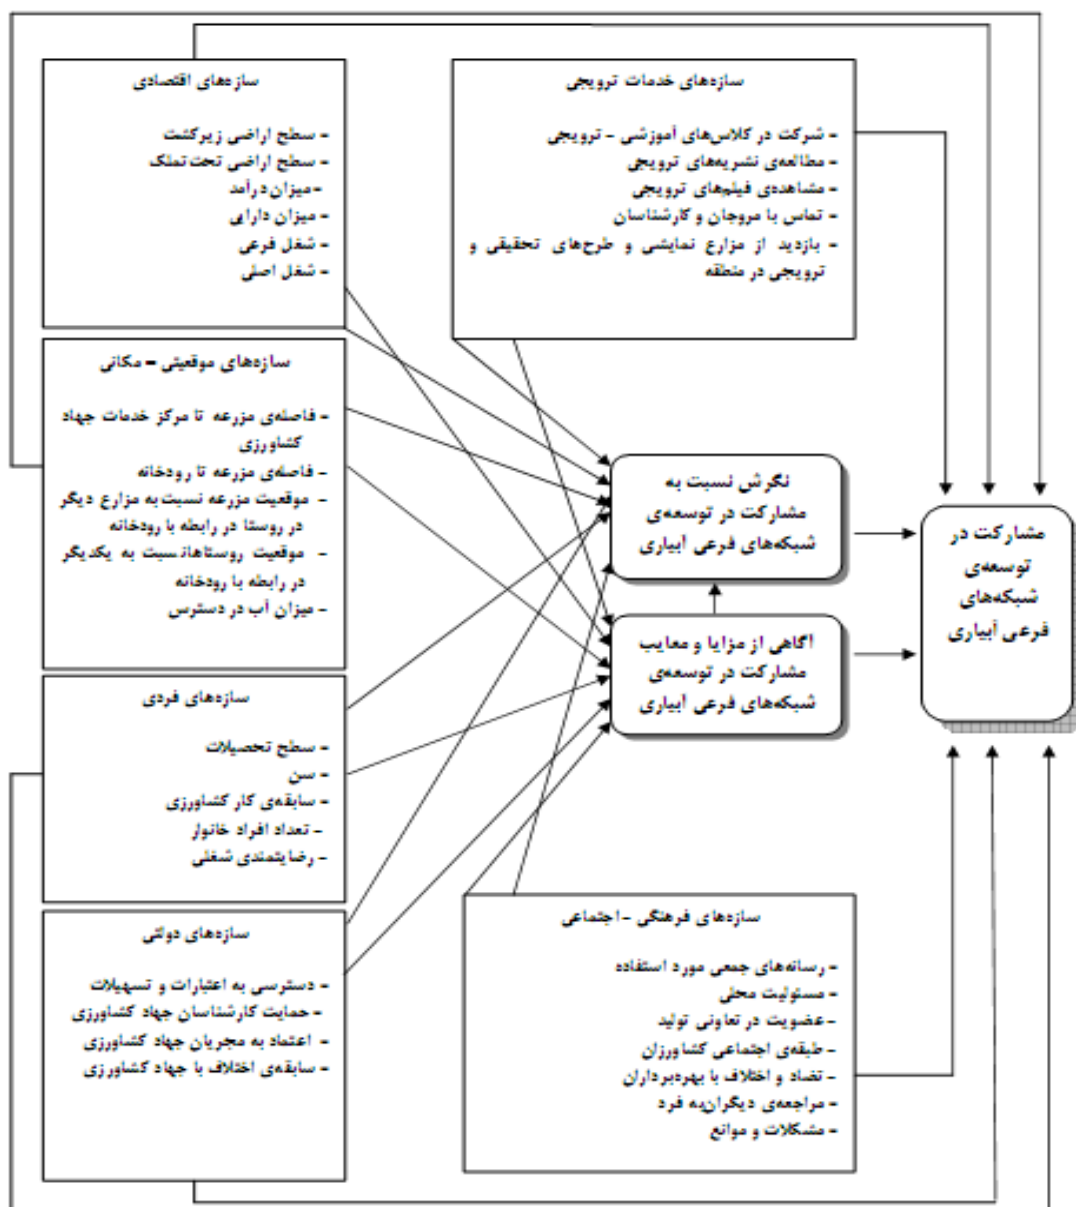 سازه‌های اقتصادی
- سطح اراضی زیرکشت
- سطح اراضی تحت‌تملک
- میزان درآمد
- میزان دارایی
- شغل فرعی
- شغل اصلی
سازه‌های خدمات ترویجی
- شرکت در کلاس‌های آموزشی - ترویجی
- مطالعه‌ی نشریه‌های ترویجی
- مشاهده‌ی فیلم‌های ترویجی
- تماس با مروجان و کارشناسان
- بازدید از مزارع نمایشی و طرح‌های تحقیقی و
ترویجی در منطقه
سازه‌های موقعیتی - مکانی
- فاصله‌ی مزرعه تا مرکز خدمات جهاد
کشاورزی
- فاصله‌ی مزرعه تا رودخانه
- موقعیت مزرعه نسبت به مزارع دیگر
در روستا در رابطه با رودخانه
- موقعیت روستاهانسبت به یکدیگر
در رابطه با رودخانه
- میزان آب در دسترس
نگرش نسبت به
مشارکت در توسعه‌ی
شبکه‌های فرعی آبیاری
آگاهی از مزایا و معایب
مشارکت در توسعه‌ی
شبکه‌های فرعی آبیاری
مشارکت در
توسعه‌ی
شبکه‌های
فرعی آبیاری
سازه‌های فردی
- سطح تحصیلات
- سن
- سابقه‌ی کار کشاورزی
- تعداد افراد خانوار
- رضایتمندی شغلی
سازه‌های دولتی
- دسترسی به اعتبارات و تسهیلات
- حمایت کارشناسان جهاد کشاورزی
- اعتماد به مجریان جهاد کشاورزی
- سابقه‌ی اختلاف با جهاد کشاورزی
سازه‌های فرهنگی - اجتماعی
- رسانه‌های جمعی مورد استفاده
- مسئولیت محلی
- عضویت در تعاونی تولید
- طبقه‌ی اجتماعی کشاورزان
- تضاد و اختلاف با بهره‌برداران
- مراجعه‌ی دیگران‌به فرد
- مشکلات و موانع